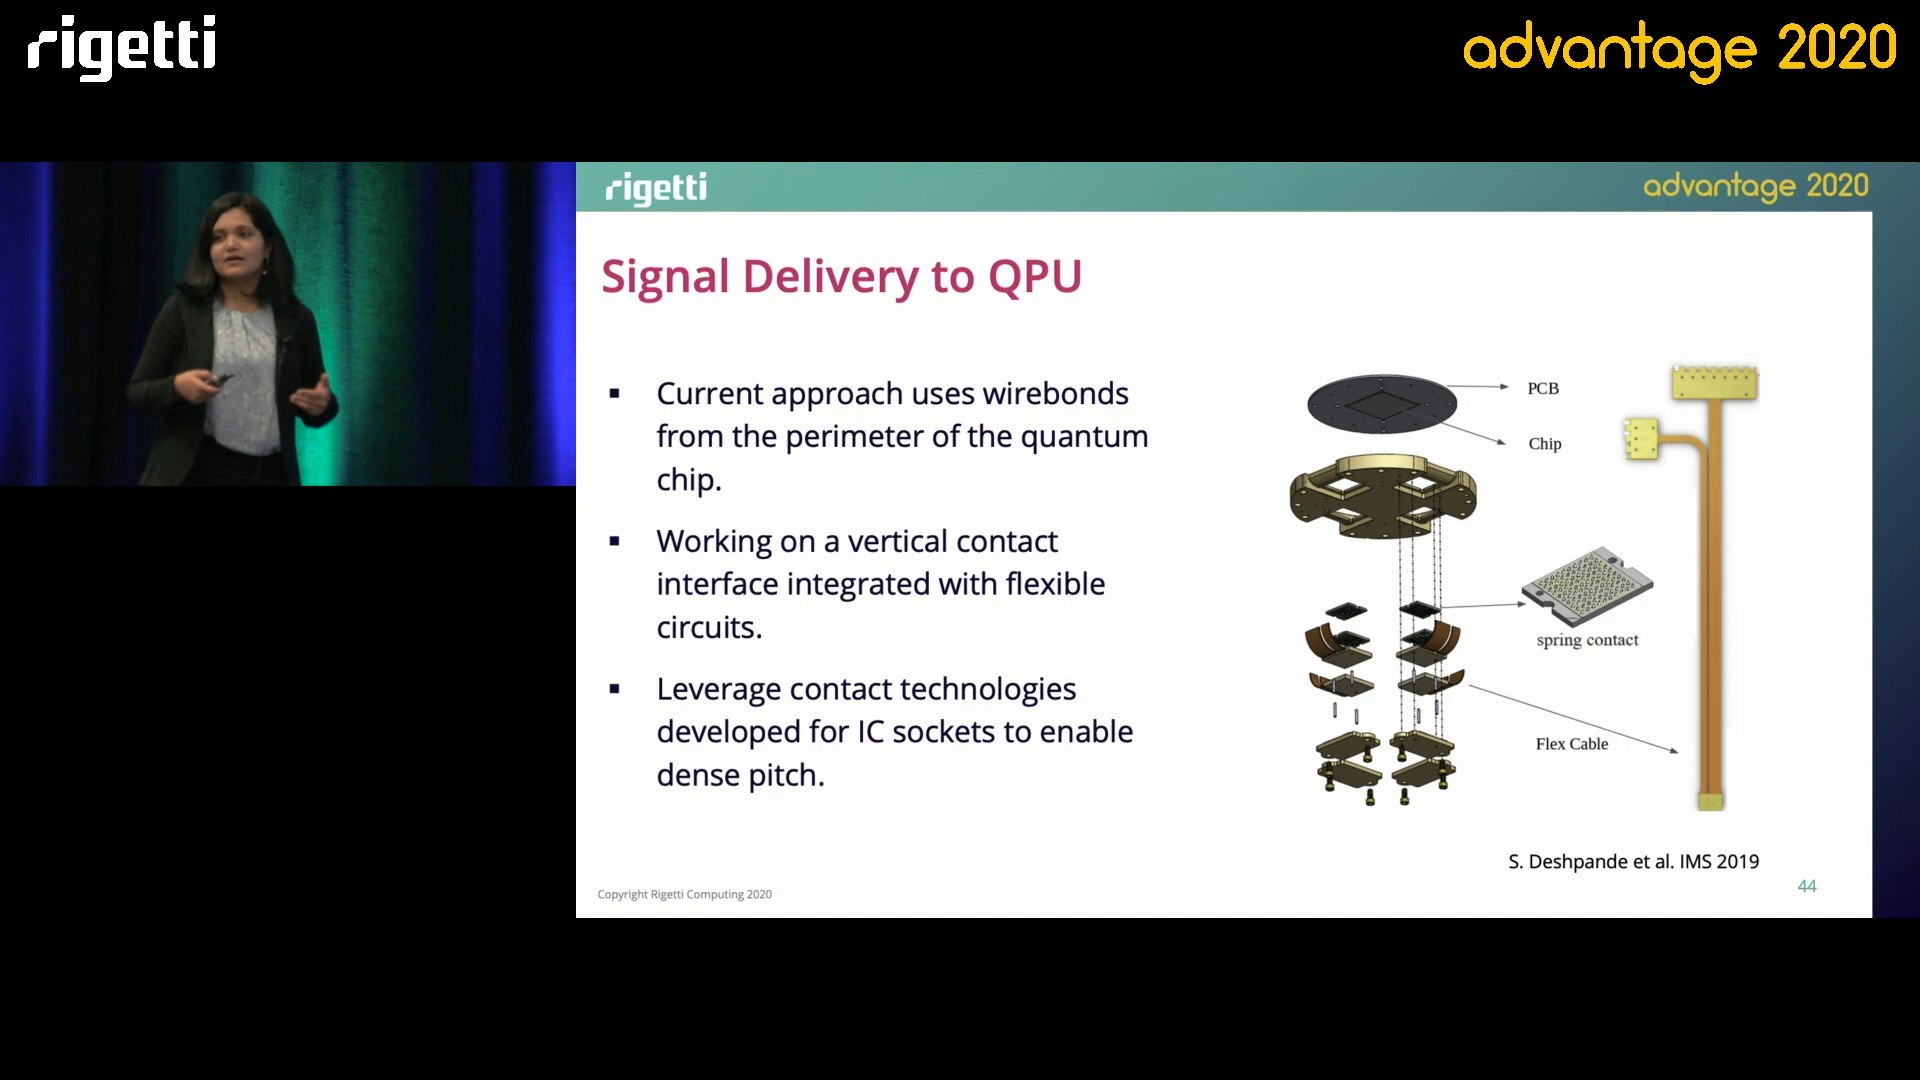 rigetti
advantage 2020
rigetti
advantage 2020
Signal Delivery to QPU
▪ Current approach uses wirebonds
from the perimeter of the quantum
chip.
▪ Working on a vertical contact
interface integrated with flexible
circuits.
▪ Leverage contact technologies
developed for IC sockets to enable
dense pitch.
PCB
Chip
spring contact
Flex Cable
S. Deshpande et al. IMS 2019
Copyright Rigetti Computing 2020
44